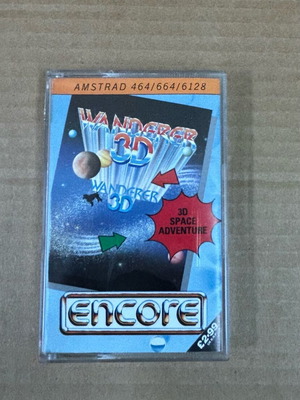 AMSTRAD 464/664/6128
WANDERER
3D
WANDERER
3D
3D
SPACE
ADVENTURE
ENCORE
£2.99